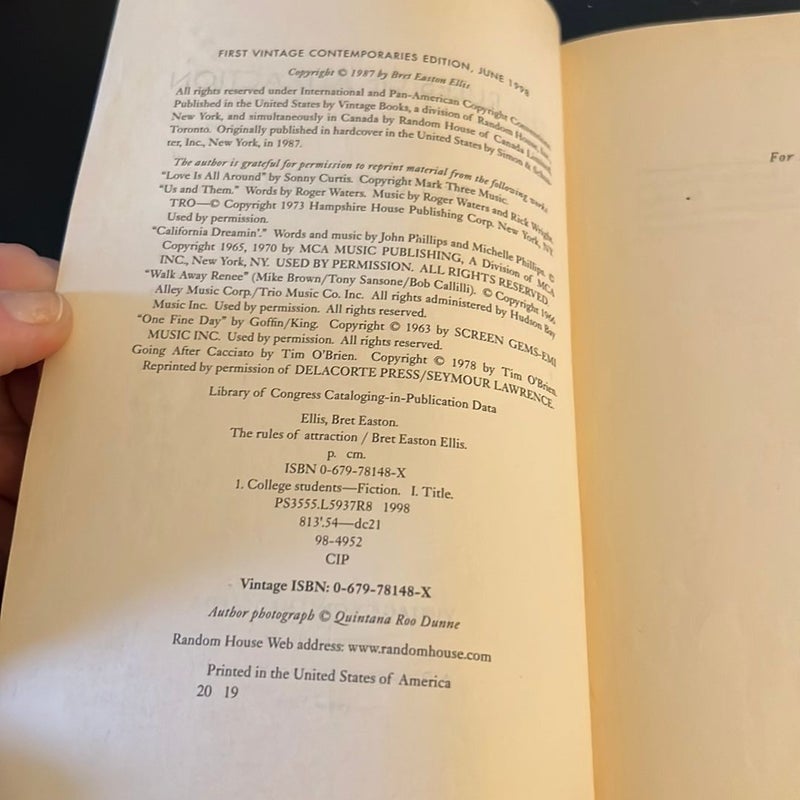 FIRST VINTAGE CONTEMPORARIES EDITION, JUNE 1998
Copyright © 1987 by Bret Easton Ellis
All rights reserved under International and Pan-American Copyright Conventions.
Published in the United States by Vintage Books, a division of Random House, Inc.,
New York, and simultaneously in Canada by Random House of Canada Limited,
Toronto. Originally published in hardcover in the United States by Simon & Schus-
ter, Inc., New York, in 1987.
The author is grateful for permission to reprint material from the following works
"Love Is All Around" by Sonny Curtis. Copyright Mark Three Music.
"Us and Them." Words by Roger Waters. Music by Roger Waters and Rick Wright.
TRO—© Copyright 1973 Hampshire House Publishing Corp. New York, NY.
Used by permission.
"California Dreamin'." Words and music by John Phillips and Michelle Phillips. ©
Copyright 1965, 1970 by MCA MUSIC PUBLISHING, A Division of MCA
INC., New York, NY. USED BY PERMISSION. ALL RIGHTS RESERVED.
"Walk Away Renee" (Mike Brown/Tony Sansone/Bob Callilli). © Copyright 1966
Alley Music Corp./Trio Music Co. Inc. All rights administered by Hudson Bay
Music Inc. Used by permission. All rights reserved.
"One Fine Day" by Goffin/King. Copyright © 1963 by SCREEN GEMS-EMI
MUSIC INC. Used by permission. All rights reserved.
Going After Cacciato by Tim O'Brien. Copyright © 1978 by Tim O'Brien.
Reprinted by permission of DELACORTE PRESS/SEYMOUR LAWRENCE.
Library of Congress Cataloging-in-Publication Data
Ellis, Bret Easton.
The rules of attraction / Bret Easton Ellis.
p. cm.
ISBN 0-679-78148-X
1. College students—Fiction. I. Title.
PS3555.L5937R8 1998
813'.54—dc21
98-4952
CIP
Vintage ISBN: 0-679-78148-X
Author photograph © Quintana Roo Dunne
Random House Web address: www.randomhouse.com
Printed in the United States of America
20 19
For